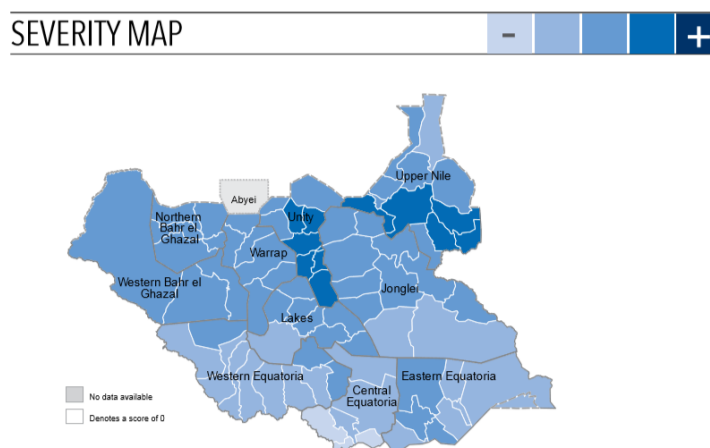 SEVERITY MAP
-
+
Upper Nile
Abyei
Northern
Bahr el
Ghazal
Unity
Warrap
Western Bahr el
Ghazal
Jonglei
Lakes
Western Equatoria
Eastern Equatoria
Central
Equatoria
No data available
Denotes a score of 0